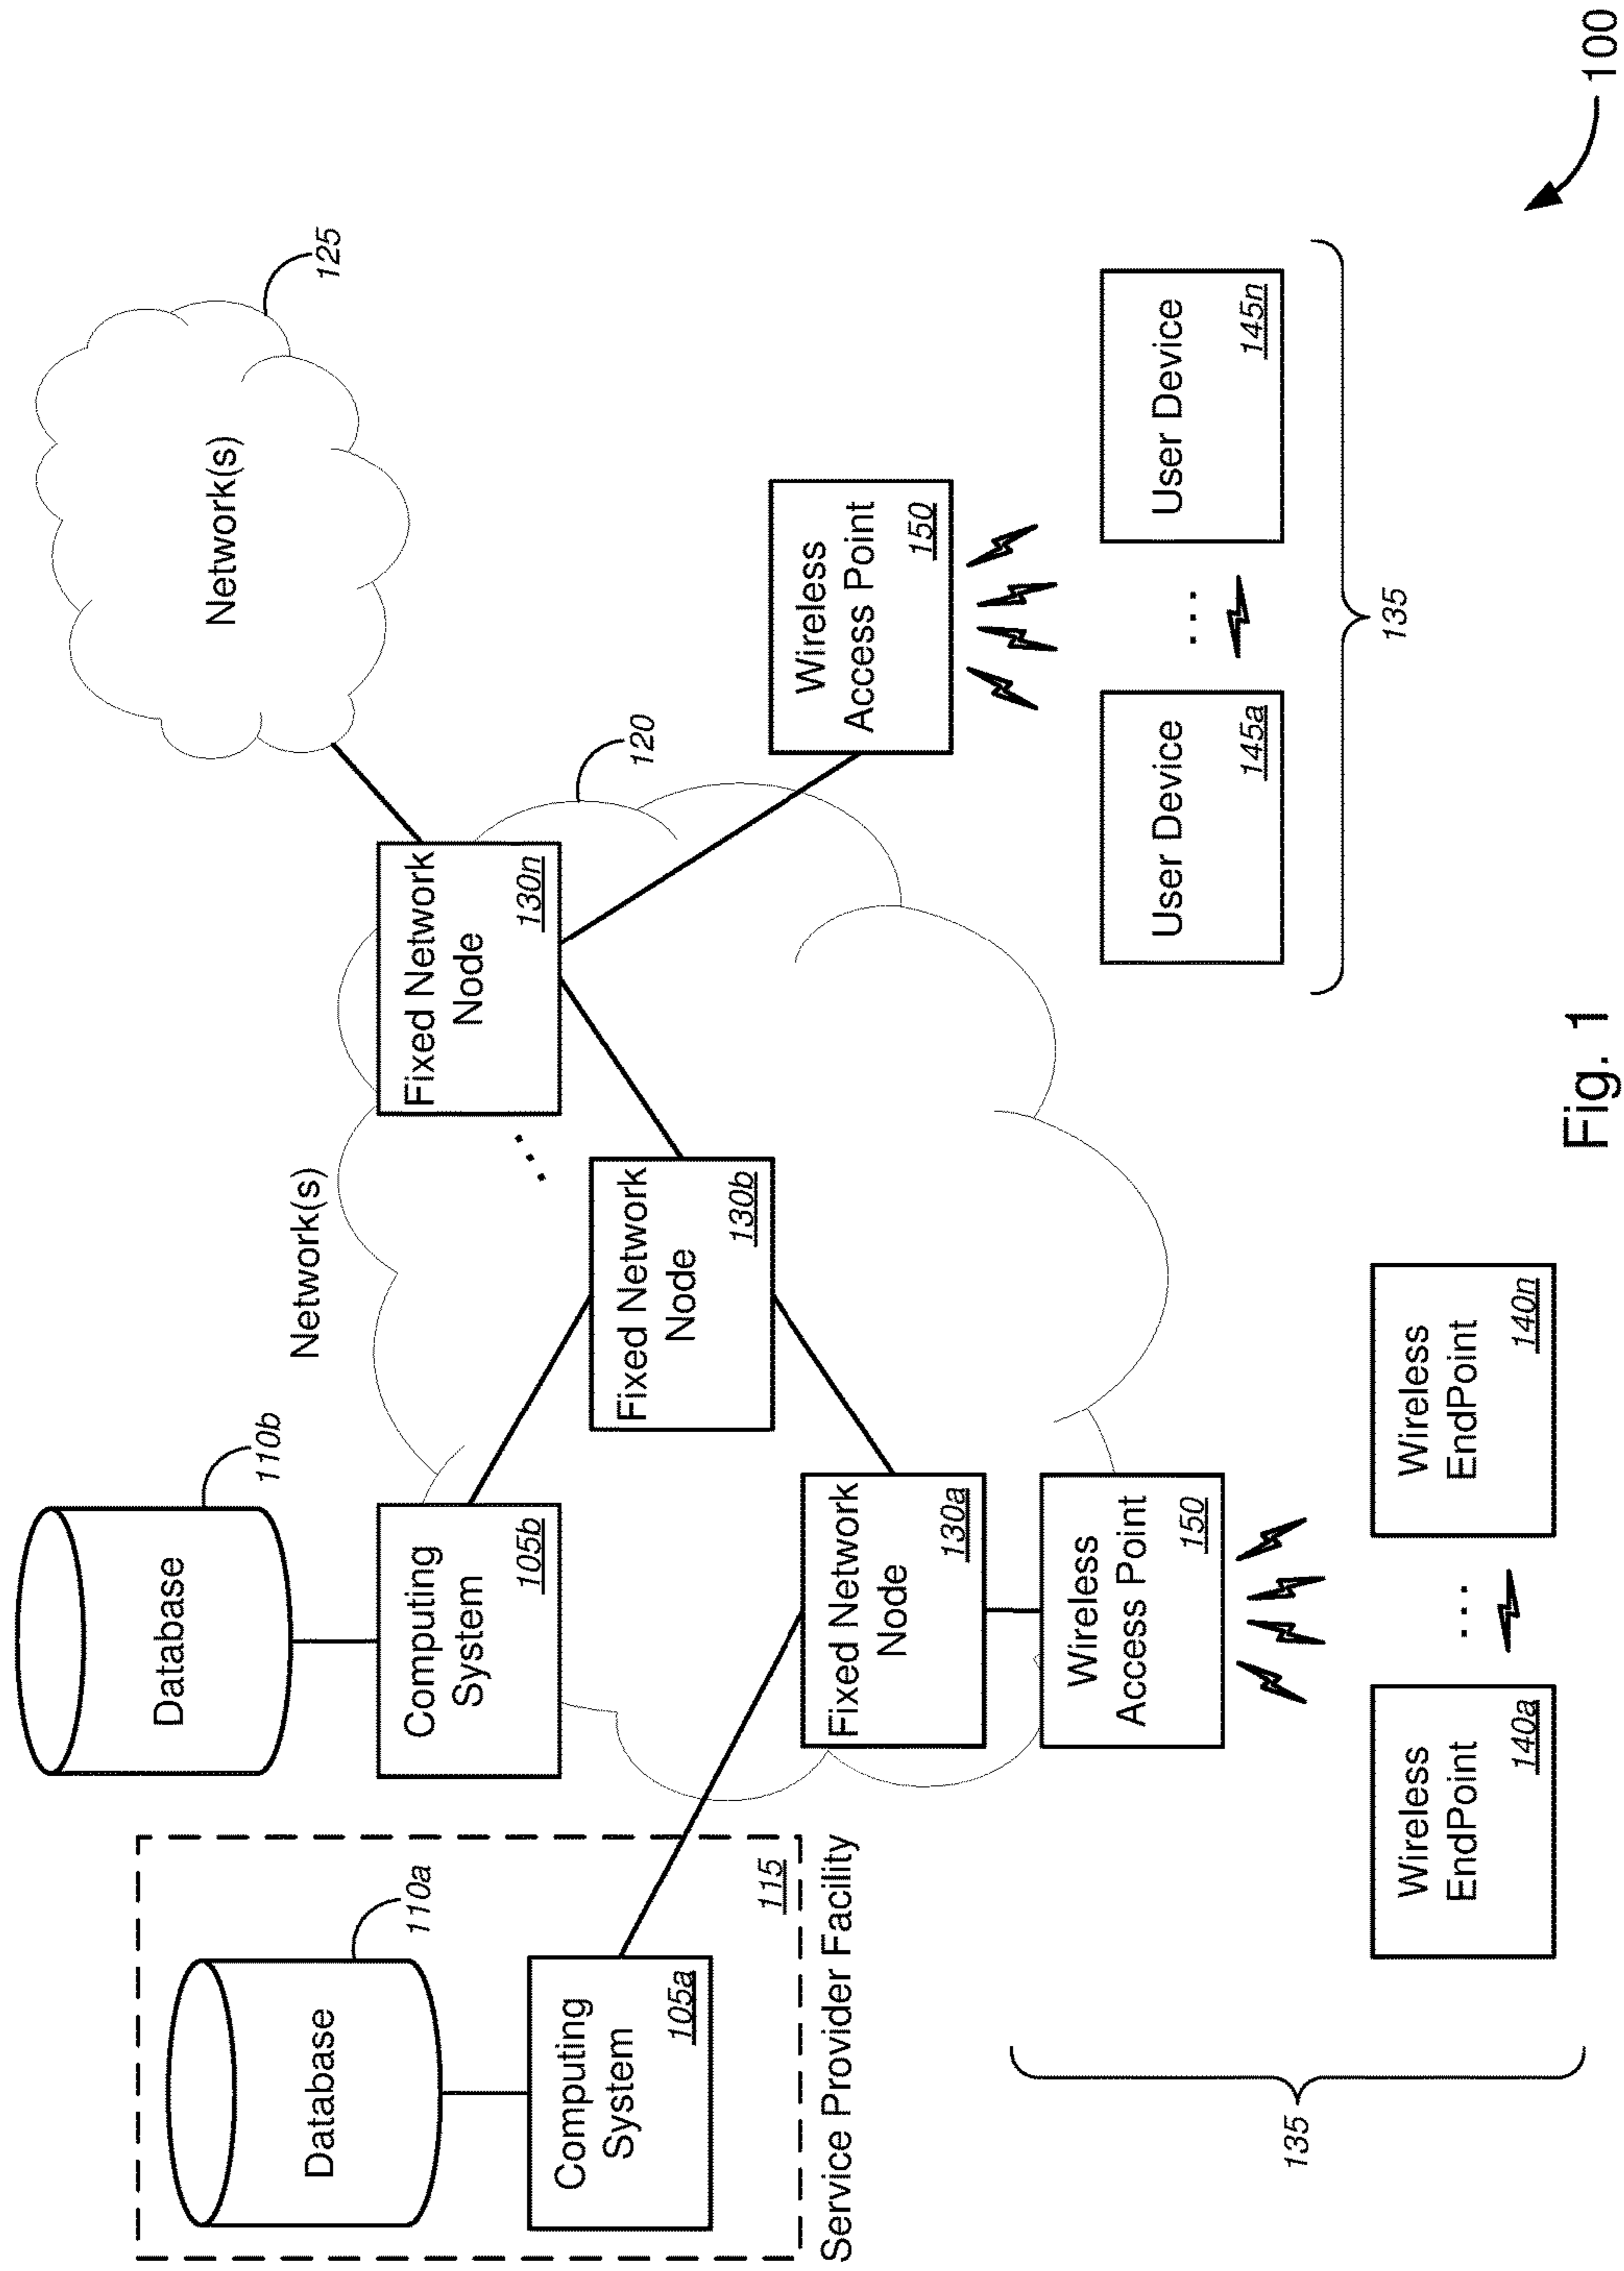 Database
110b
Network(s)
125
Network(s)
Database
110a
Computing
System
105b
Fixed Network
Node
130n
120
Computing
System
105a
Fixed Network
Node
130b
115
Service Provider Facility
Fixed Network
Node
130a
Wireless
Access Point
150
Wireless
Access Point
150
User Device
145a
...
User Device
145n
135
Wireless
EndPoint
140a
...
Wireless
EndPoint
140n
135
Fig. 1
100